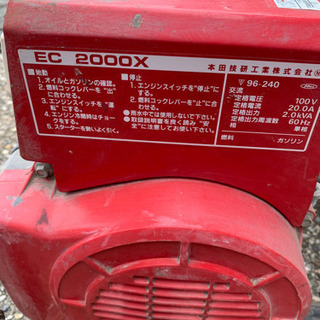 EC 2000X
本田技研工業株式会社
■始動
1.オイルとガソリンの確認。
2.燃料コックレバーを"出"に合わせる。
3.エンジンスイッチを"運転"にする。
4.エンジン冷機時はチョークする。
5.スターターを勢いよく引く。
■停止
1.エンジンスイッチを"停止"にする。
2.燃料コックレバーを"止"に合わせる。
●雨水中では使用しないで下さい。
●取扱説明書を良く読み"安全"に注意して使用下さい。
〒96-240
交流
定格電圧 100V
定格電流 20.0A
定格出力 2.0kVA
定格出力周波数 60Hz
相 単相
燃料 ガソリン